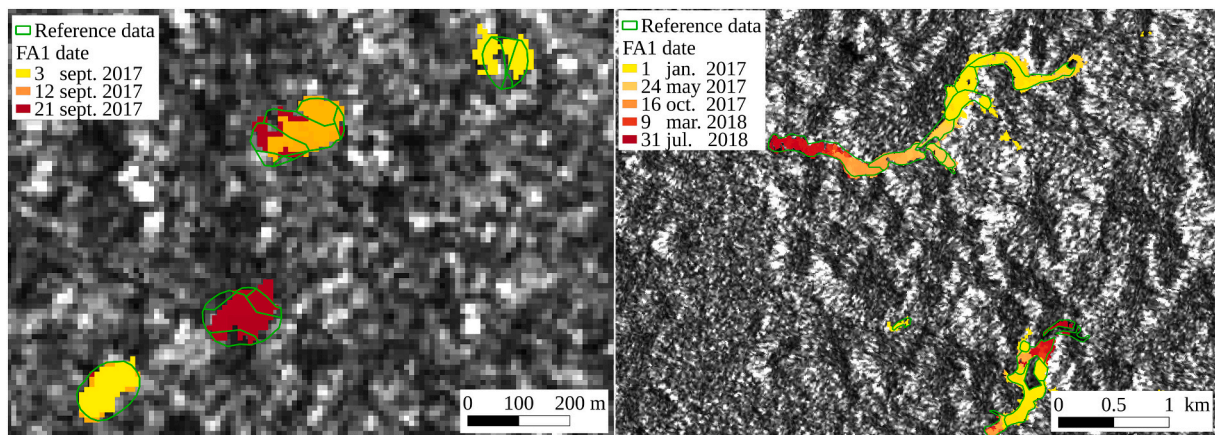 Reference data
FA1 date
3 sept. 2017
12 sept. 2017
21 sept. 2017
0 100 200 m
Reference data
FA1 date
1 jan. 2017
24 may 2017
16 oct. 2017
9 mar. 2018
31 jul. 2018
0 0.5 1 km